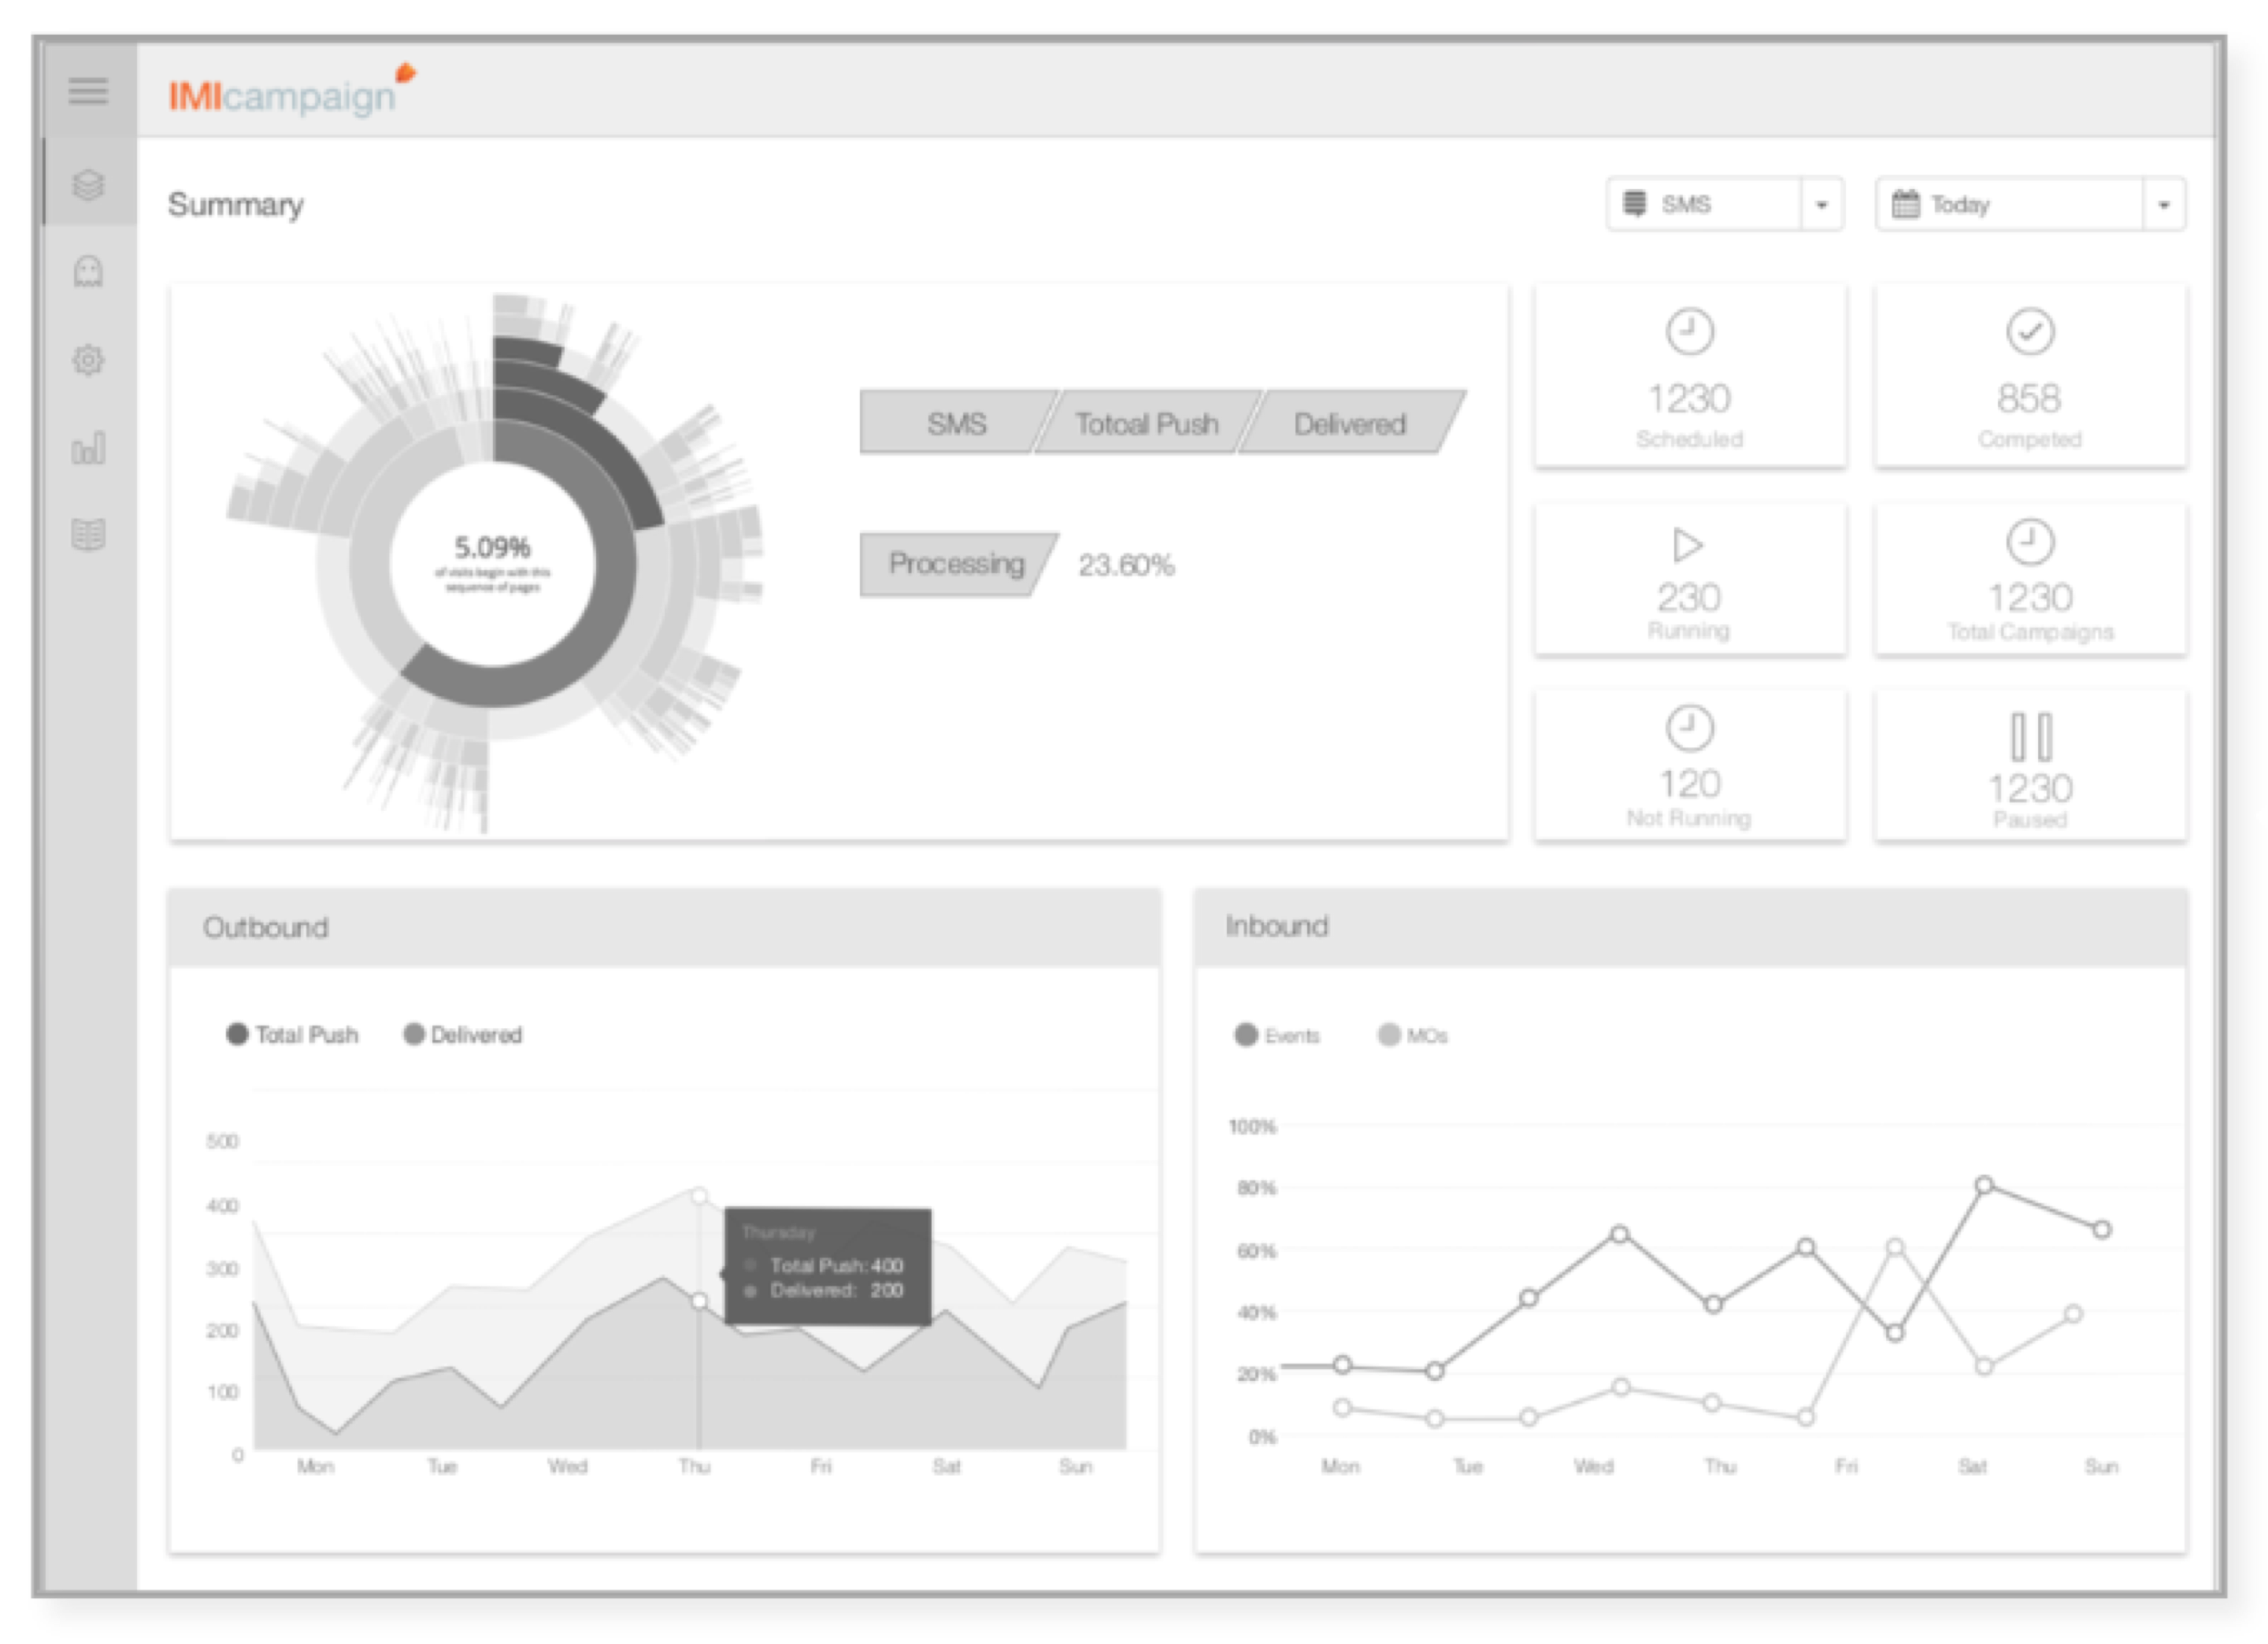 IMIcampaign
Summary
SMS
Today
5.09%
of visits begin with this
sequence of pages
SMS
Totoal Push
Delivered
Processing
23.60%
1230
Scheduled
858
Competed
230
Running
1230
Total Campaigns
120
Not Running
1230
Paused
Outbound
Total Push
Delivered
500
400
300
200
100
0
Thursday
Total Push: 400
Delivered: 200
Mon Tue Wed Thu Fri Sat Sun
Inbound
Events
MOs
100%
80%
60%
40%
20%
0%
Mon Tue Wed Thu Fri Sat Sun